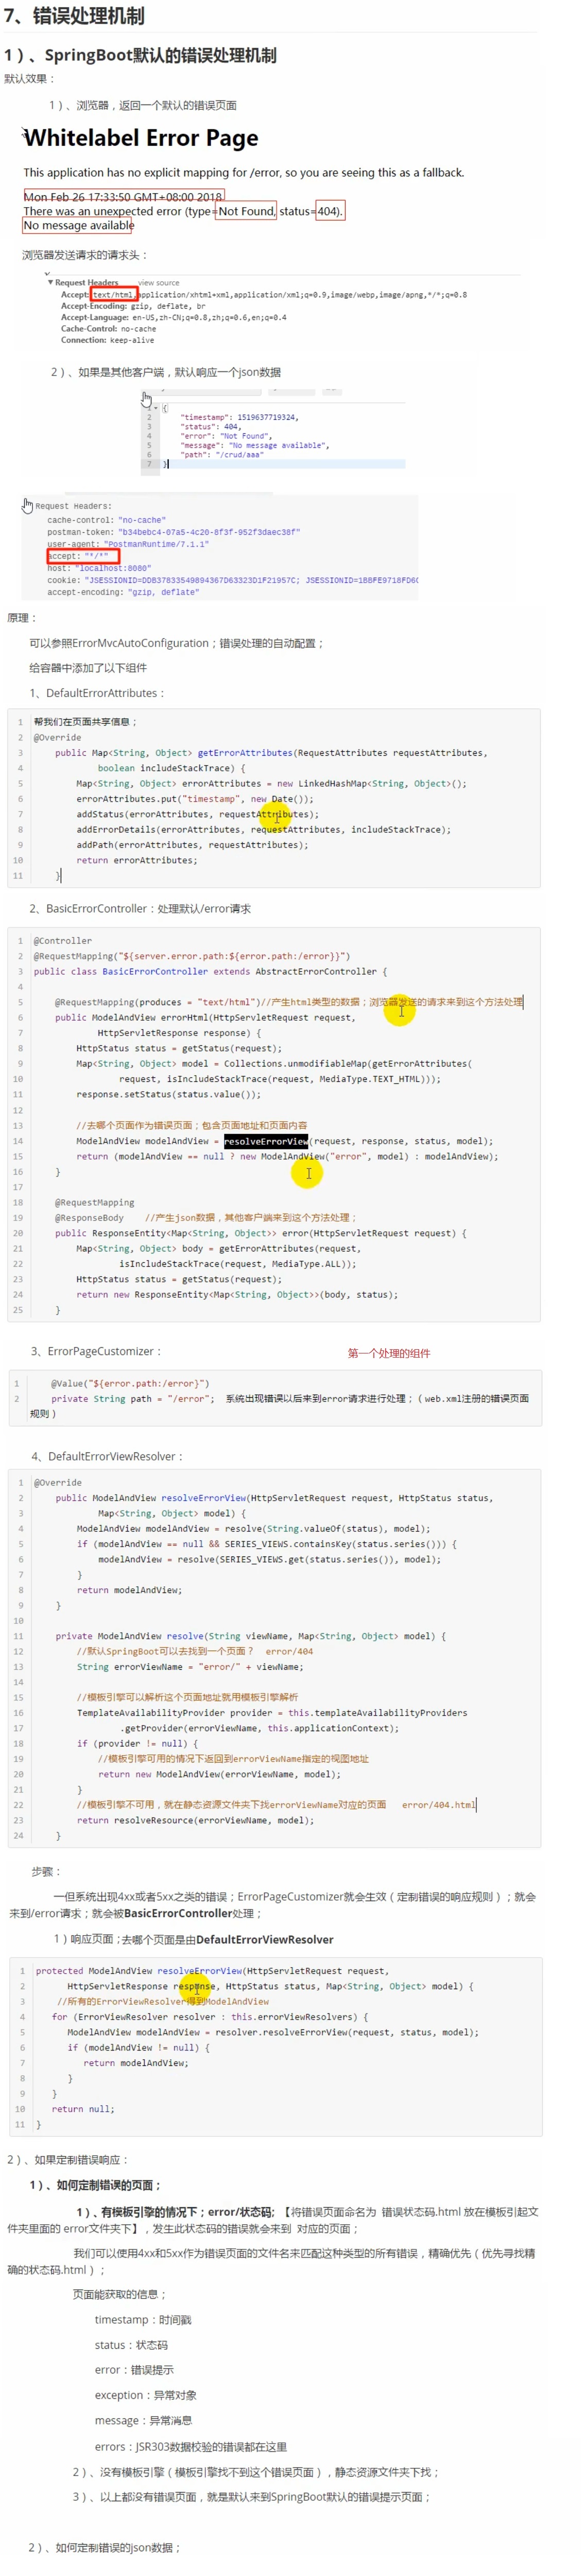 7、错误处理机制
1）、SpringBoot默认的错误处理机制
默认效果：
1）、浏览器，返回一个默认的错误页面
Whitelabel Error Page
This application has no explicit mapping for /error, so you are seeing this as a fallback.
Mon Feb 26 17:33:50 GMT+08:00 2018
There was an unexpected error (type=Not Found, status=404).
No message available
浏览器发送请求的请求头：
▼ Request Headers view source
Accept: text/html,application/xhtml+xml,application/xml;q=0.9,image/webp,image/apng,*/*;q=0.8
Accept-Encoding: gzip, deflate, br
Accept-Language: en-US,zh-CN;q=0.8,zh;q=0.6,en;q=0.4
Cache-Control: no-cache
Connection: keep-alive
2）、如果是其他客户端，默认响应一个json数据
1 {
2 "timestamp": 1519637719324,
3 "status": 404,
4 "error": "Not Found",
5 "message": "No message available",
6 "path": "/crud/aaa"
7 }
Request Headers:
cache-control: "no-cache"
postman-token: "b34bebc4-07a5-4c20-8f3f-952f3daec38f"
user-agent: "PostmanRuntime/7.1.1"
accept: "*/*"
host: "localhost:8080"
cookie: "JSESSIONID=DDB37833549894367D63323D1F21957C; JSESSIONID=1BBFE9718FD6C
accept-encoding: "gzip, deflate"
原理：
可以参照ErrorMvcAutoConfiguration；错误处理的自动配置；
给容器中添加了以下组件
1、DefaultErrorAttributes：
1 帮我们在页面共享信息；
2 @Override
3 public Map<String, Object> getErrorAttributes(RequestAttributes requestAttributes,
4 boolean includeStackTrace) {
5 Map<String, Object> errorAttributes = new LinkedHashMap<String, Object>();
6 errorAttributes.put("timestamp", new Date());
7 addStatus(errorAttributes, requestAttributes);
8 addErrorDetails(errorAttributes, requestAttributes, includeStackTrace);
9 addPath(errorAttributes, requestAttributes);
10 return errorAttributes;
11 }
2、BasicErrorController：处理默认/error请求
1 @Controller
2 @RequestMapping("${server.error.path:${error.path:/error}}")
3 public class BasicErrorController extends AbstractErrorController {
4
5 @RequestMapping(produces = "text/html")//产生html类型的数据；浏览器发送的请求来到这个方法处理
6 public ModelAndView errorHtml(HttpServletRequest request,
7 HttpServletResponse response) {
8 HttpStatus status = getStatus(request);
9 Map<String, Object> model = Collections.unmodifiableMap(getErrorAttributes(
10 request, isIncludeStackTrace(request, MediaType.TEXT_HTML)));
11 response.setStatus(status.value());
12
13 //去哪个页面作为错误页面；包含页面地址和页面内容
14 ModelAndView modelAndView = resolveErrorView(request, response, status, model);
15 return (modelAndView == null ? new ModelAndView("error", model) : modelAndView);
16 }
17
18 @RequestMapping
19 @ResponseBody //产生json数据，其他客户端来到这个方法处理；
20 public ResponseEntity<Map<String, Object>> error(HttpServletRequest request) {
21 Map<String, Object> body = getErrorAttributes(request,
22 isIncludeStackTrace(request, MediaType.ALL));
23 HttpStatus status = getStatus(request);
24 return new ResponseEntity<Map<String, Object>>(body, status);
25 }
3、ErrorPageCustomizer： 第一个处理的组件
1 @Value("${error.path:/error}")
2 private String path = "/error"; 系统出现错误以后来到error请求进行处理；（web.xml注册的错误页面
规则）
4、DefaultErrorViewResolver：
1 @Override
2 public ModelAndView resolveErrorView(HttpServletRequest request, HttpStatus status,
3 Map<String, Object> model) {
4 ModelAndView modelAndView = resolve(String.valueOf(status), model);
5 if (modelAndView == null && SERIES_VIEWS.containsKey(status.series())) {
6 modelAndView = resolve(SERIES_VIEWS.get(status.series()), model);
7 }
8 return modelAndView;
9 }
10
11 private ModelAndView resolve(String viewName, Map<String, Object> model) {
12 //默认SpringBoot可以去找到一个页面？ error/404
13 String errorViewName = "error/" + viewName;
14
15 //模板引擎可以解析这个页面地址就用模板引擎解析
16 TemplateAvailabilityProvider provider = this.templateAvailabilityProviders
17 .getProvider(errorViewName, this.applicationContext);
18 if (provider != null) {
19 //模板引擎可用的情况下返回到errorViewName指定的视图地址
20 return new ModelAndView(errorViewName, model);
21 }
22 //模板引擎不可用，就在静态资源文件夹下找errorViewName对应的页面 error/404.html
23 return resolveResource(errorViewName, model);
24 }
步骤：
一但系统出现4xx或者5xx之类的错误；ErrorPageCustomizer就会生效（定制错误的响应规则）；就会
来到/error请求；就会被BasicErrorController处理；
1）响应页面；去哪个页面是由DefaultErrorViewResolver
1 protected ModelAndView resolveErrorView(HttpServletRequest request,
2 HttpServletResponse response, HttpStatus status, Map<String, Object> model) {
3 //所有的ErrorViewResolver得到ModelAndView
4 for (ErrorViewResolver resolver : this.errorViewResolvers) {
5 ModelAndView modelAndView = resolver.resolveErrorView(request, status, model);
6 if (modelAndView != null) {
7 return modelAndView;
8 }
9 }
10 return null;
11 }
2）、如果定制错误响应：
1）、如何定制错误的页面；
1）、有模板引擎的情况下；error/状态码; 【将错误页面命名为 错误状态码.html 放在模板引起文
件夹里面的 error文件夹下】，发生此状态码的错误就会来到 对应的页面；
我们可以使用4xx和5xx作为错误页面的文件名来匹配这种类型的所有错误，精确优先（优先寻找精
确的状态码.html）；
页面能获取的信息；
timestamp：时间戳
status：状态码
error：错误提示
exception：异常对象
message：异常消息
errors：JSR303数据校验的错误都在这里
2）、没有模板引擎（模板引擎找不到这个错误页面），静态资源文件夹下找；
3）、以上都没有错误页面，就是默认来到SpringBoot默认的错误提示页面；
2）、如何定制错误的json数据；